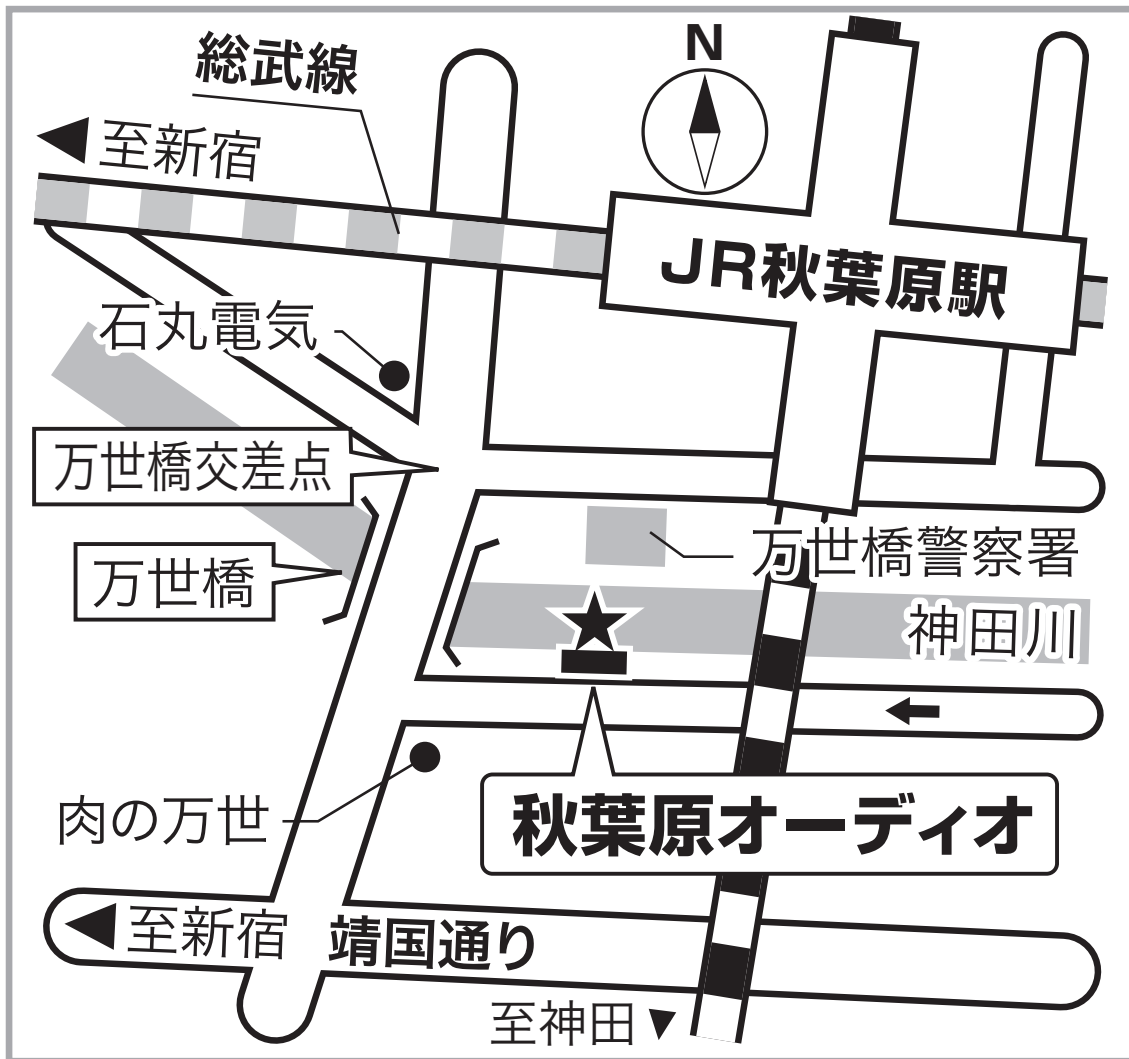 N
総武線
至新宿
JR秋葉原駅
石丸電気
万世橋交差点
万世橋警察署
万世橋
神田川
肉の万世
秋葉原オーディオ
至新宿
靖国通り
至神田